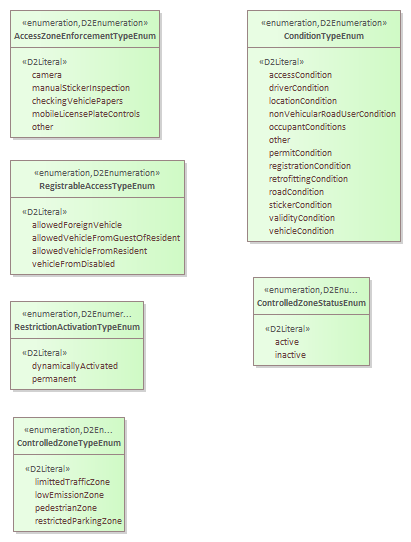 «enumeration,D2Enumeration»
AccessZoneEnforcementTypeEnum
«D2Literal»
camera
manualStickerInspection
checkingVehiclePapers
mobileLicensePlateControls
other
«enumeration,D2Enumeration»
RegistrableAccessTypeEnum
«D2Literal»
allowedForeignVehicle
allowedVehicleFromGuestOfResident
allowedVehicleFromResident
vehicleFromDisabled
«enumeration,D2Enumer...
RestrictionActivationTypeEnum
«D2Literal»
dynamicallyActivated
permanent
«enumeration,D2En...
ControlledZoneTypeEnum
«D2Literal»
limittedTrafficZone
lowEmissionZone
pedestrianZone
restrictedParkingZone
«enumeration,D2Enumeration»
ConditionTypeEnum
«D2Literal»
accessCondition
driverCondition
locationCondition
nonVehicularRoadUserCondition
occupantConditions
other
permitCondition
registrationCondition
retrofittingCondition
roadCondition
stickerCondition
validityCondition
vehicleCondition
«enumeration,D2Enu...
ControlledZoneStatusEnum
«D2Literal»
active
inactive